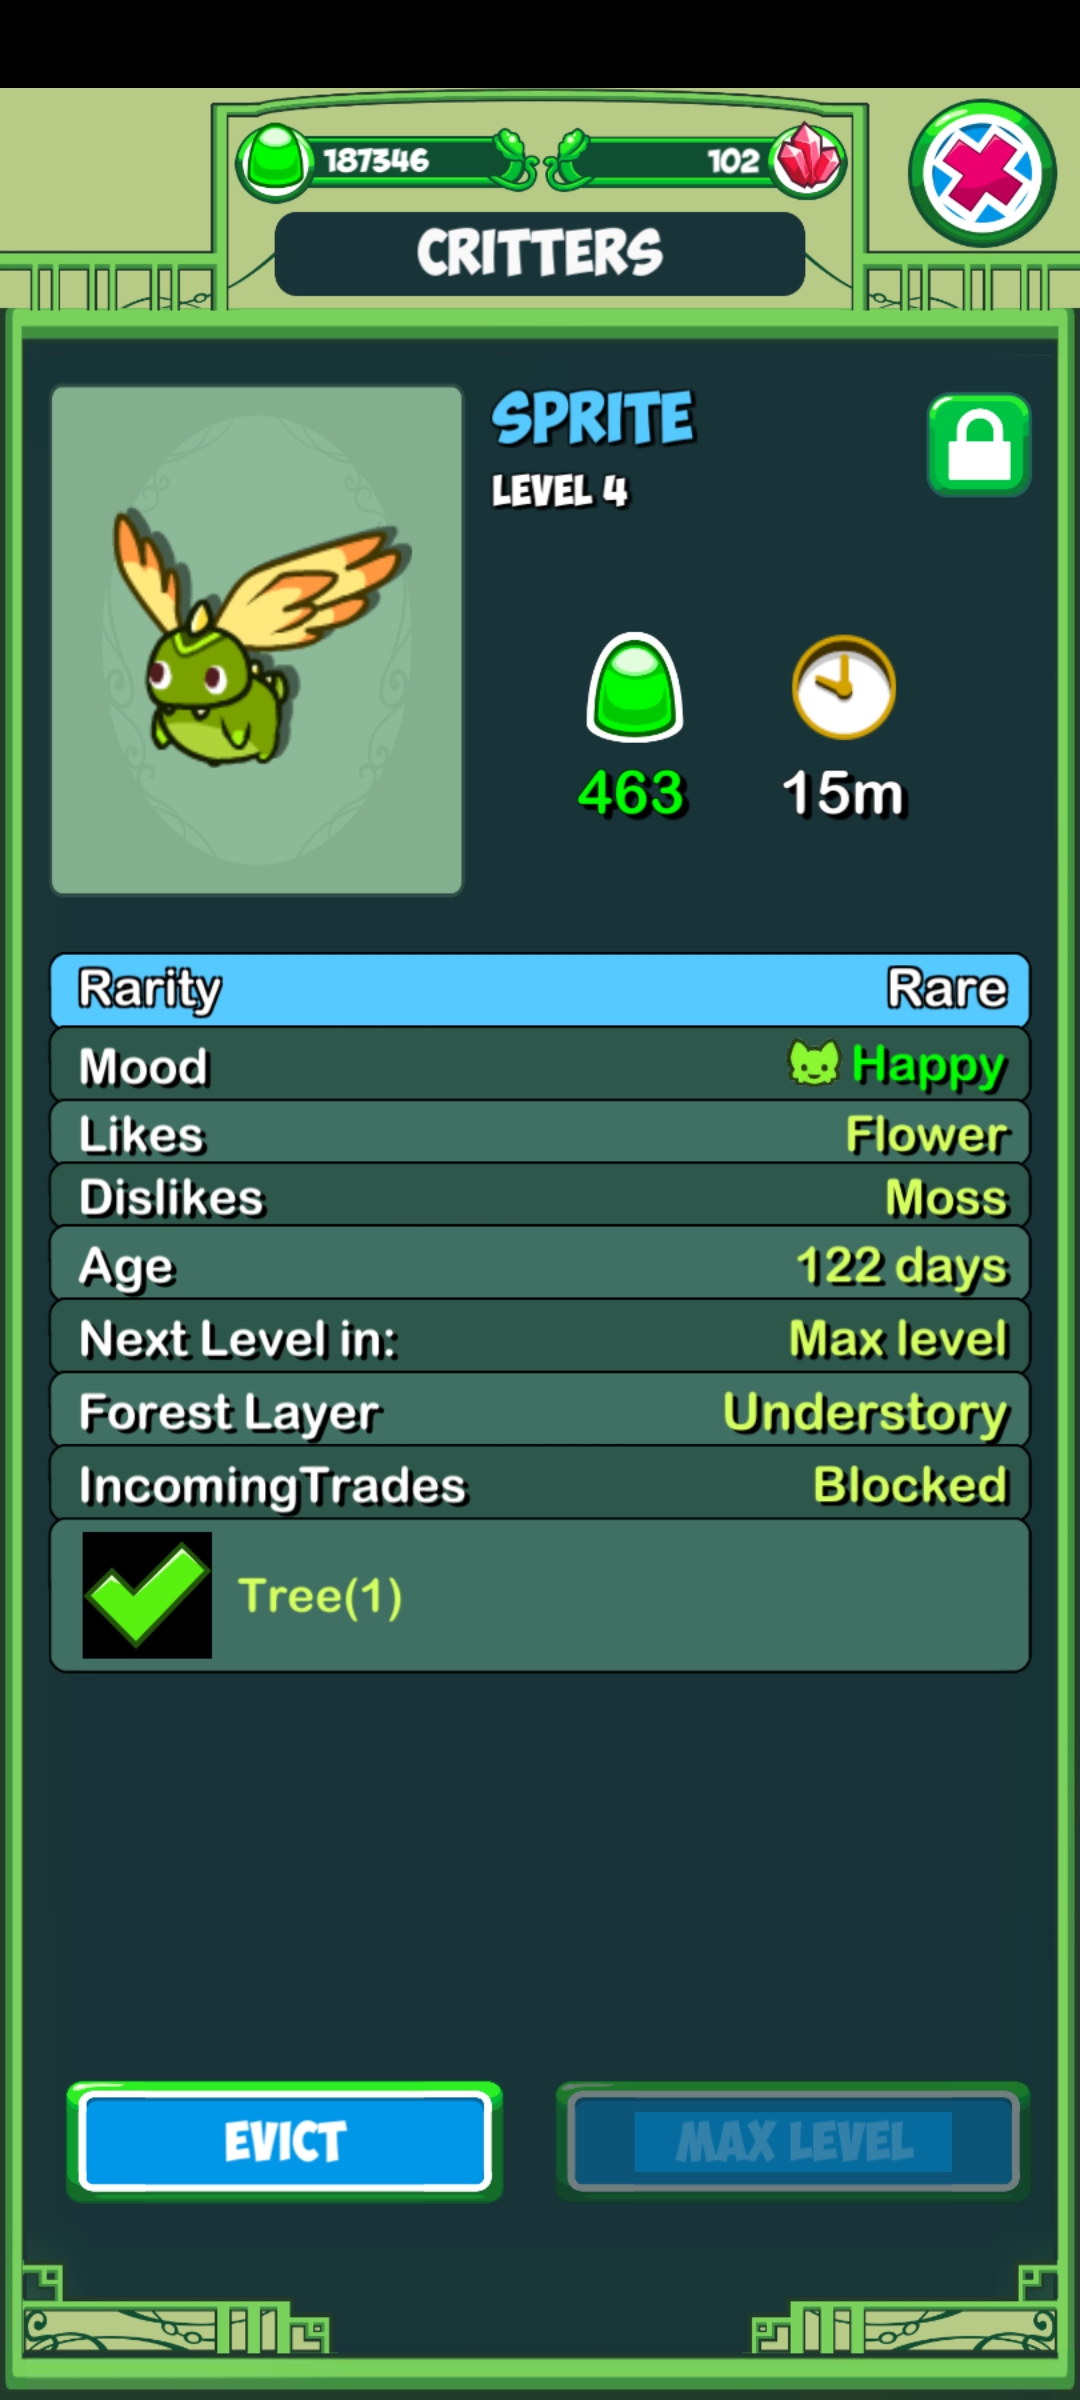 187346
102
CRITTERS
SPRITE
LEVEL 4
463
15m
Rarity Rare
Mood Happy
Likes Flower
Dislikes Moss
Age 122 days
Next Level in: Max level
Forest Layer Understory
IncomingTrades Blocked
Tree(1)
EVICT
MAX LEVEL